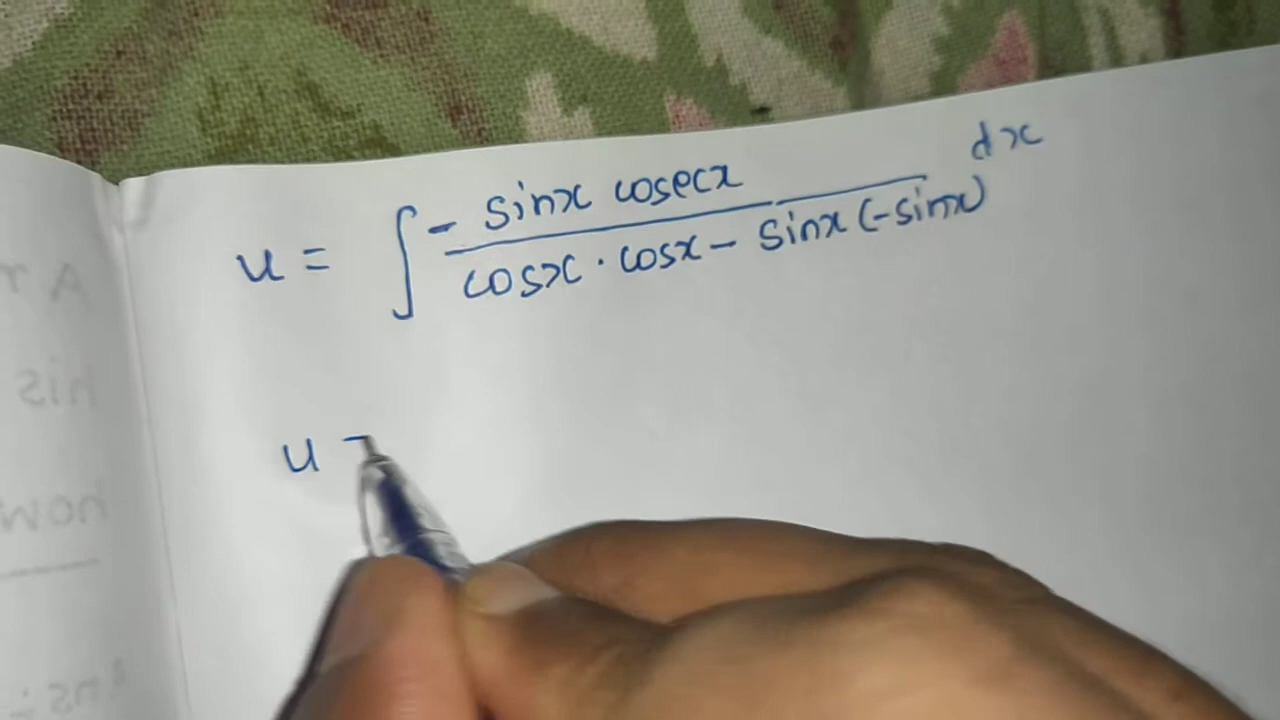 u = ∫ - sinx cosecx / cosx · cosx - sinx (-sinx) dx
u -